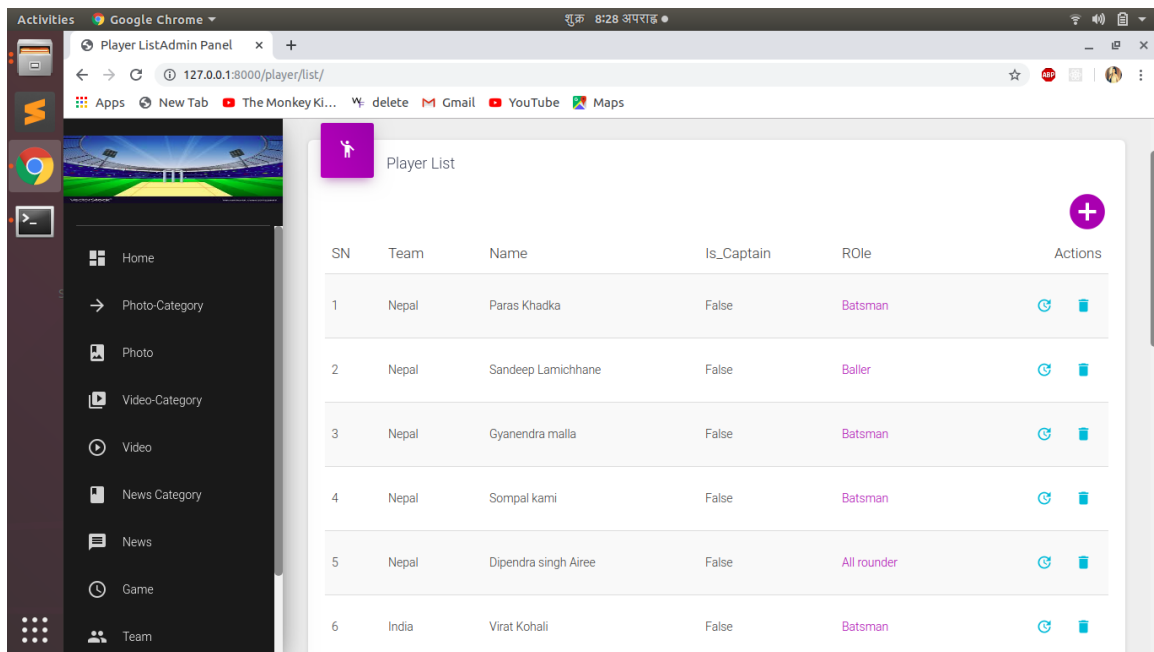 Activities Google Chrome शुक्र 8:28 अपराह्न
Player ListAdmin Panel
127.0.0.1:8000/player/list/
ABP
Apps New Tab The Monkey Ki... delete Gmail YouTube Maps
Player List
SN Team Name Is_Captain ROle Actions
1 Nepal Paras Khadka False Batsman
2 Nepal Sandeep Lamichhane False Baller
3 Nepal Gyanendra malla False Batsman
4 Nepal Sompal kami False Batsman
5 Nepal Dipendra singh Airee False All rounder
6 India Virat Kohali False Batsman
Home
Photo-Category
Photo
Video-Category
Video
News Category
News
Game
Team